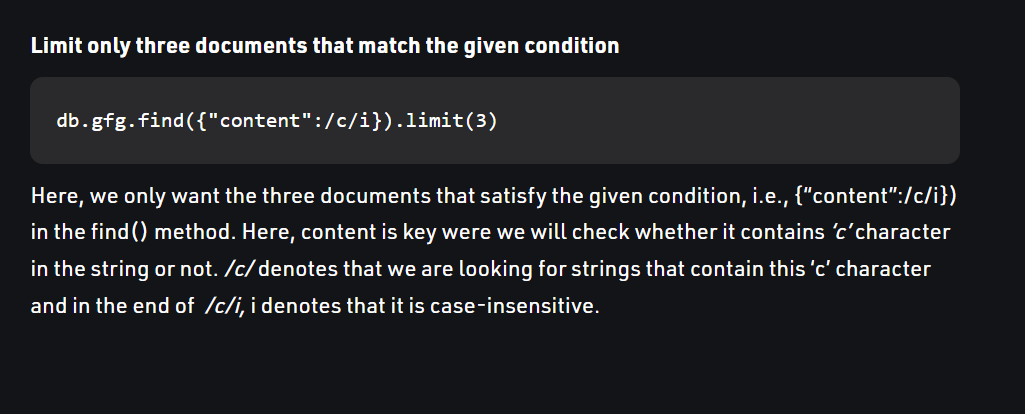 Limit only three documents that match the given condition
db.gfg.find({"content":/c/i}).limit(3)
Here, we only want the three documents that satisfy the given condition, i.e., {“content”:/c/i})
in the find() method. Here, content is key were we will check whether it contains ‘c’ character
in the string or not. /c/ denotes that we are looking for strings that contain this ‘c’ character
and in the end of /c/i, i denotes that it is case-insensitive.